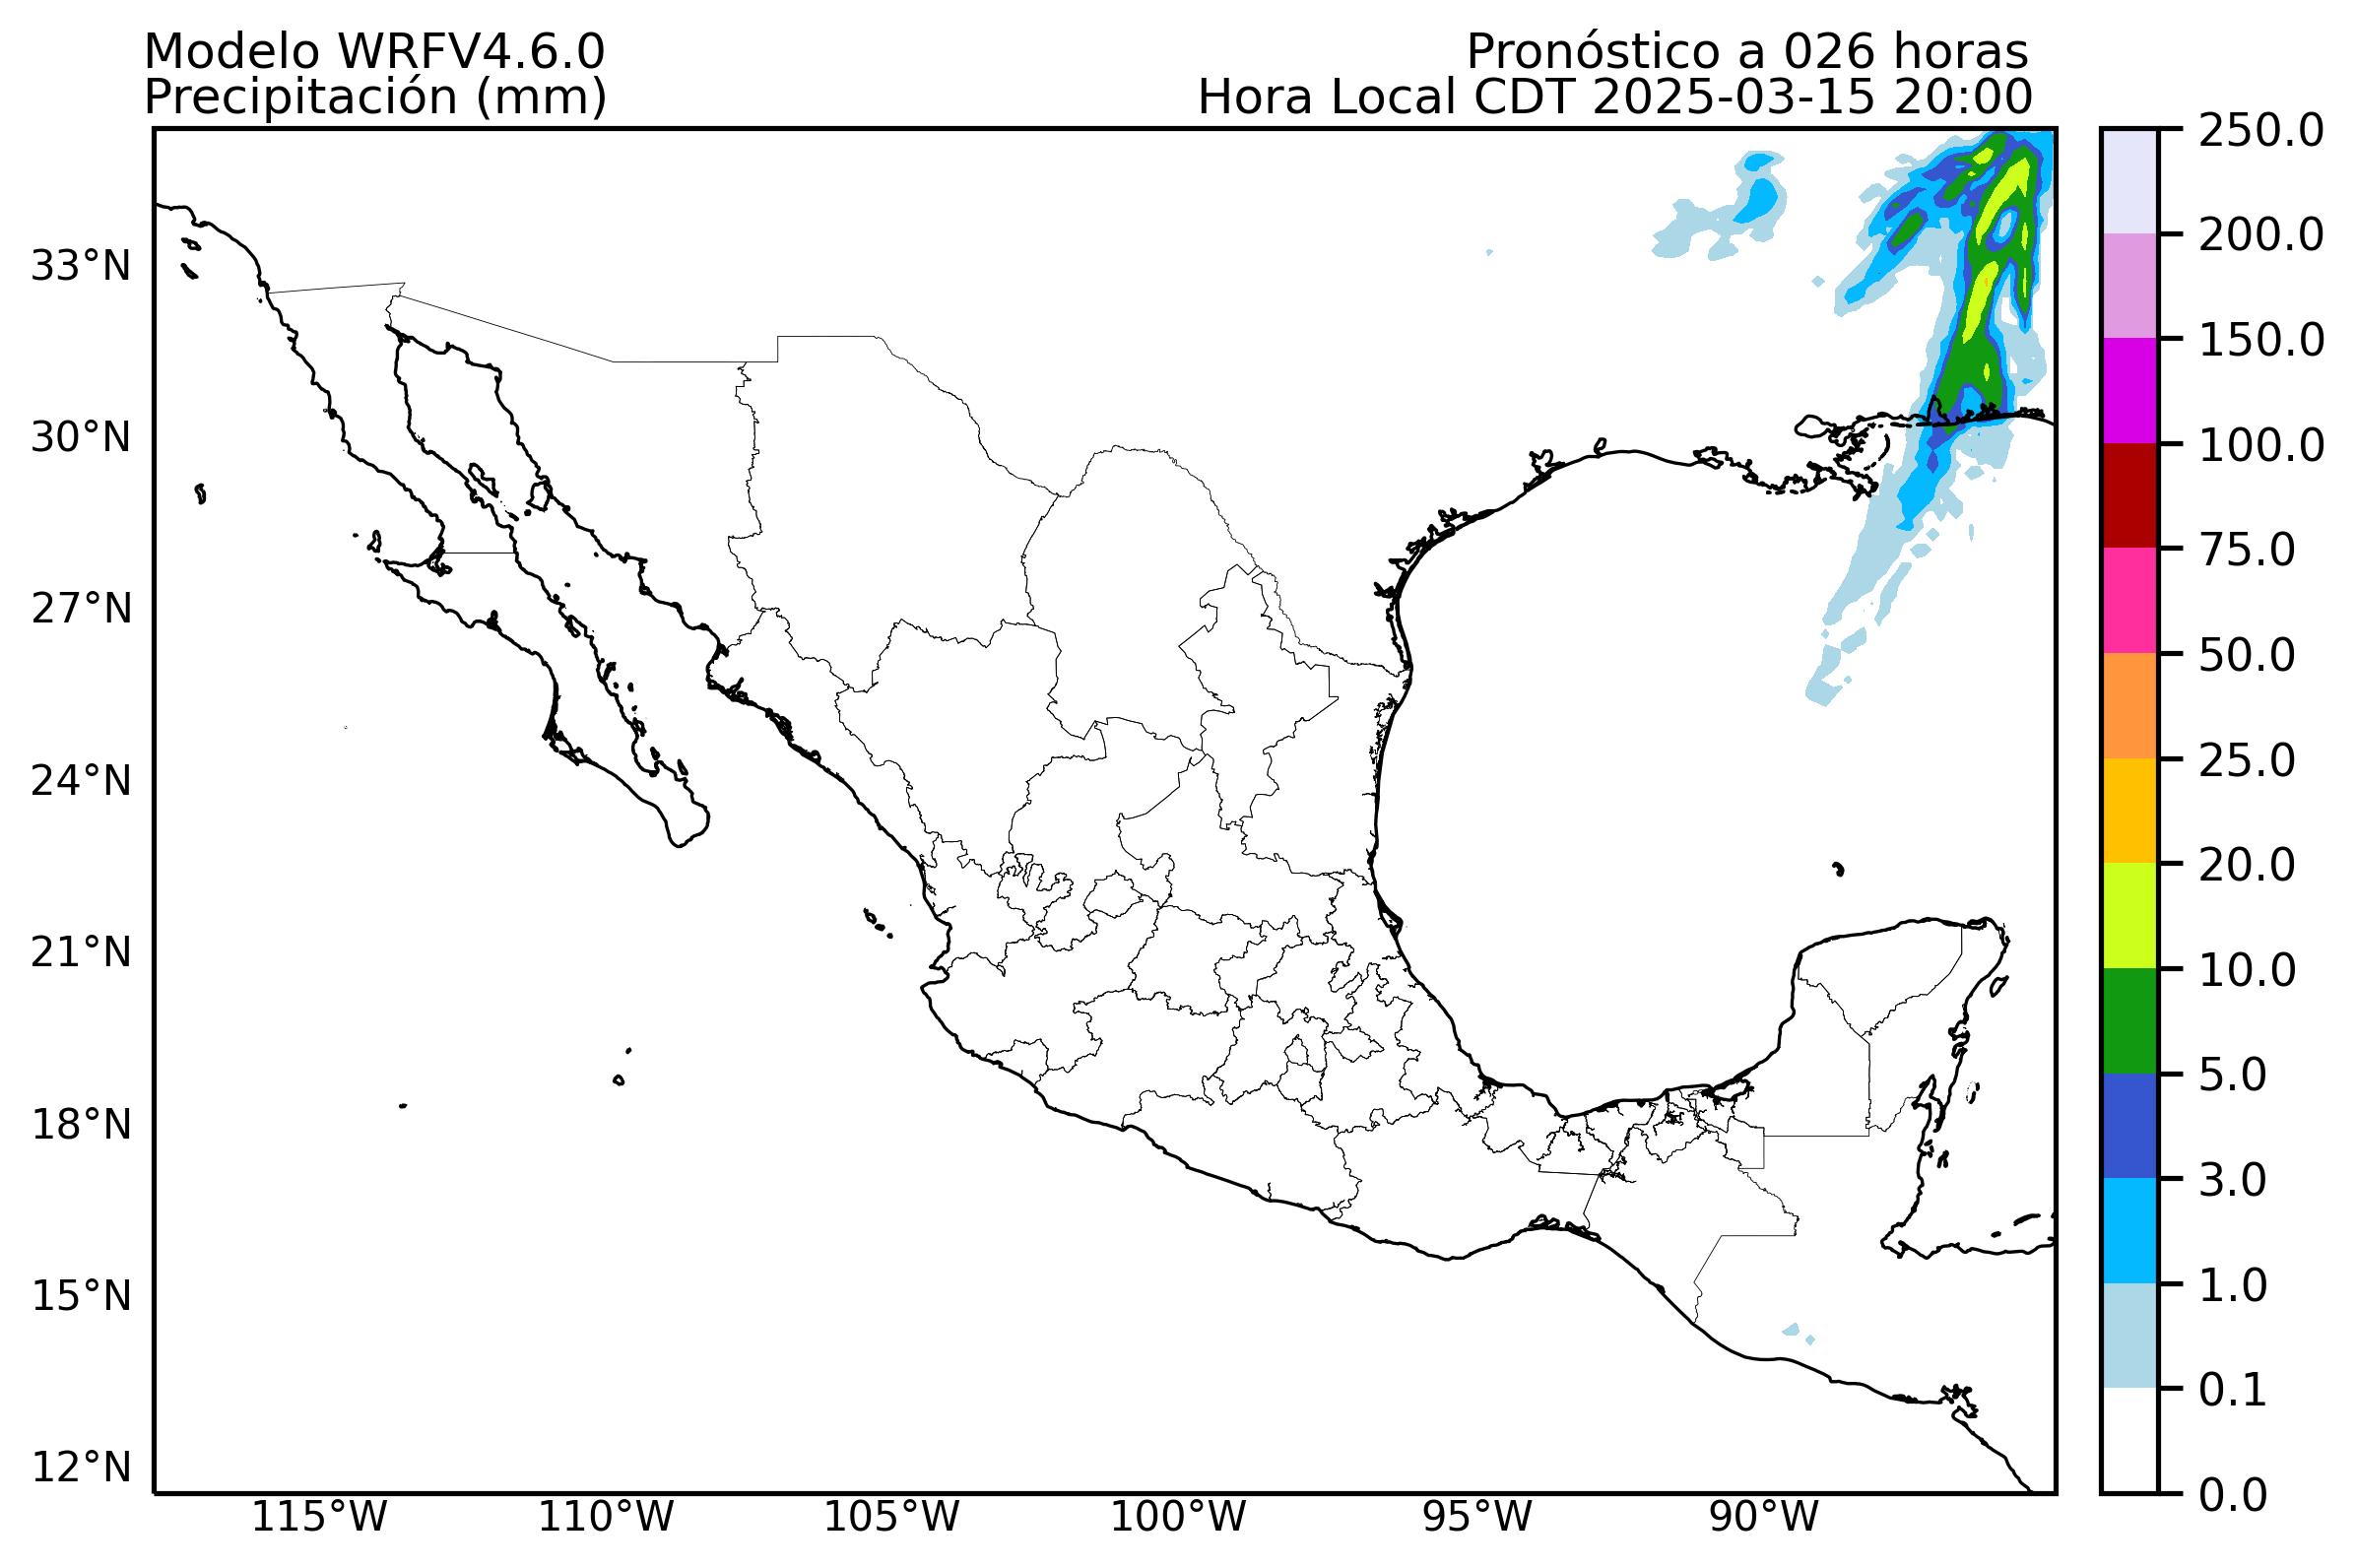 Modelo WRFV4.6.0
Precipitación (mm)
Pronóstico a 026 horas
Hora Local CDT 2025-03-15 20:00
33°N
30°N
27°N
24°N
21°N
18°N
15°N
12°N
115°W
110°W
105°W
100°W
95°W
90°W
250.0
200.0
150.0
100.0
75.0
50.0
25.0
20.0
10.0
5.0
3.0
1.0
0.1
0.0